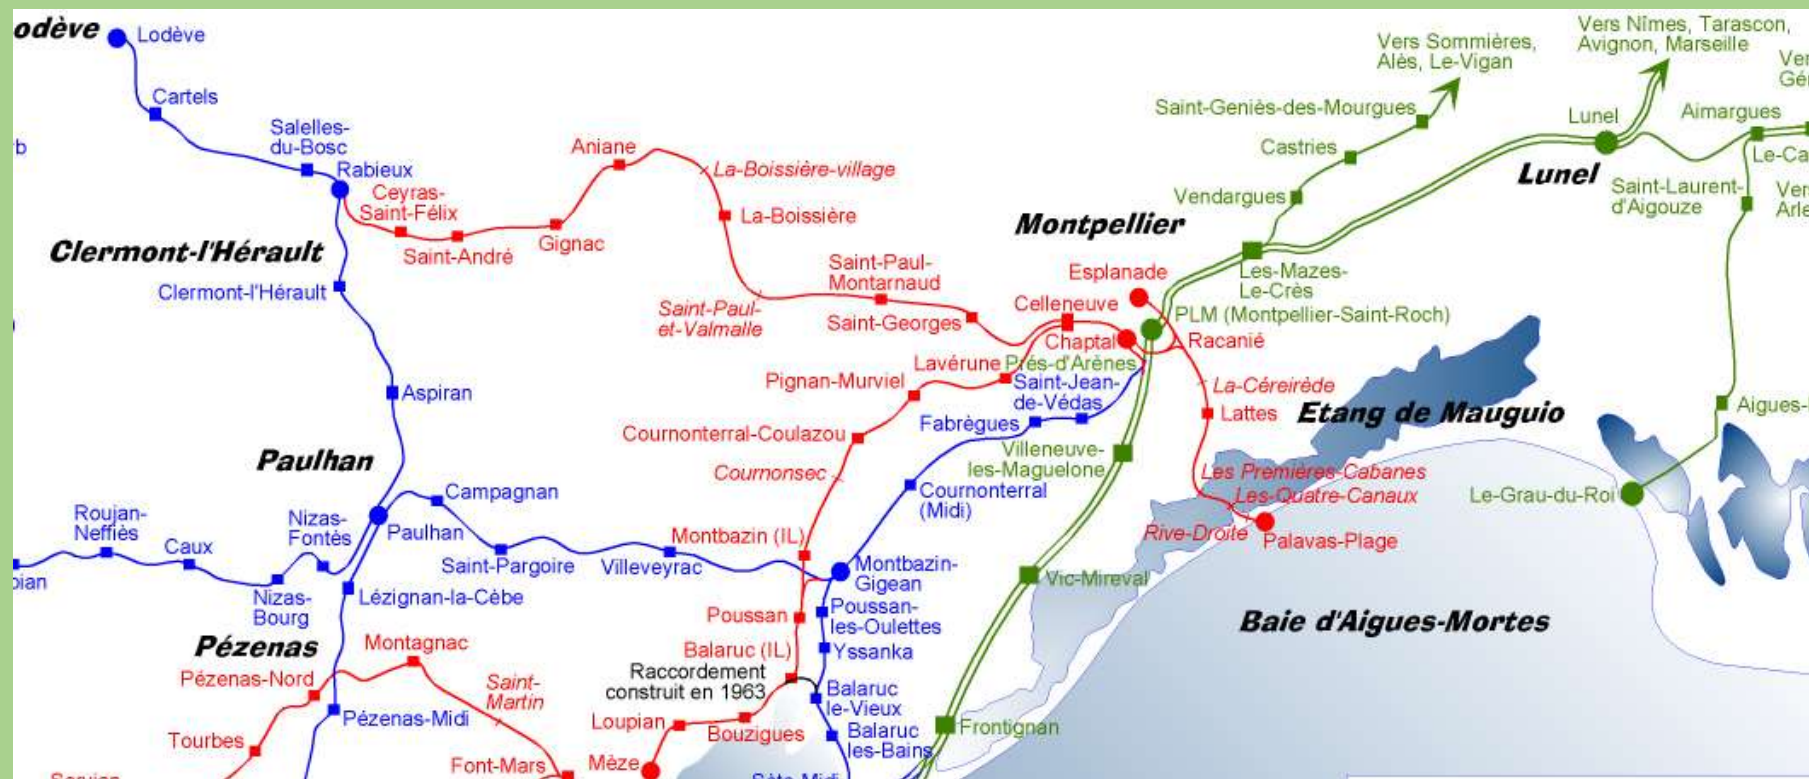 odève
Lodève
Cartels
Salelles-
du-Bosc
Rabieux
Ceyras-
Saint-Félix
Saint-André
Gignac
Aniane
La-Boissière-village
La-Boissière
Saint-Paul-
et-Valmalle
Saint-Paul-
Montarnaud
Saint-Georges
Celleneuve
Chaptal
Esplanade
Montpellier
Vers Sommières,
Alès, Le-Vigan
Saint-Geniès-des-Mourgues
Castries
Vendargues
Vers Nîmes, Tarascon,
Avignon, Marseille
Lunel
Lunel
Aimargues
Saint-Laurent-
d'Aigouze
Les-Mazes-
Le-Crès
PLM (Montpellier-Saint-Roch)
Racanié
Clermont-l'Hérault
Clermont-l'Hérault
Aspiran
Lavérune
Prés-d'Arènes
Pignan-Murviel
Saint-Jean-
de-Védas
Fabrègues
La-Céreirède
Lattes
Etang de Mauguio
Cournonterral-Coulazou
Cournonsec
Villeneuve-
les-Maguelone
Cournonterral
(Midi)
Les Premières-Cabanes
Les-Quatre-Canaux
Rive-Droite
Palavas-Plage
Le-Grau-du-Roi
Paulhan
Paulhan
Campagnan
Roujan-
Neffiès
Caux
Nizas-
Fontès
Nizas-
Bourg
Saint-Pargoire
Villeveyrac
Montbazin (IL)
Montbazin-
Gigean
Vic-Mireval
Lézignan-la-Cèbe
Poussan
Poussan-
les-Oulettes
Yssanka
Baie d'Aigues-Mortes
Pézenas
Pézenas-Nord
Montagnac
Saint-
Martin
Balaruc (IL)
Raccordement
construit en 1963
Balaruc
le-Vieux
Balaruc
les-Bains
Pézenas-Midi
Tourbes
Loupian
Bouzigues
Frontignan
Font-Mars
Mèze
Sète-Midi